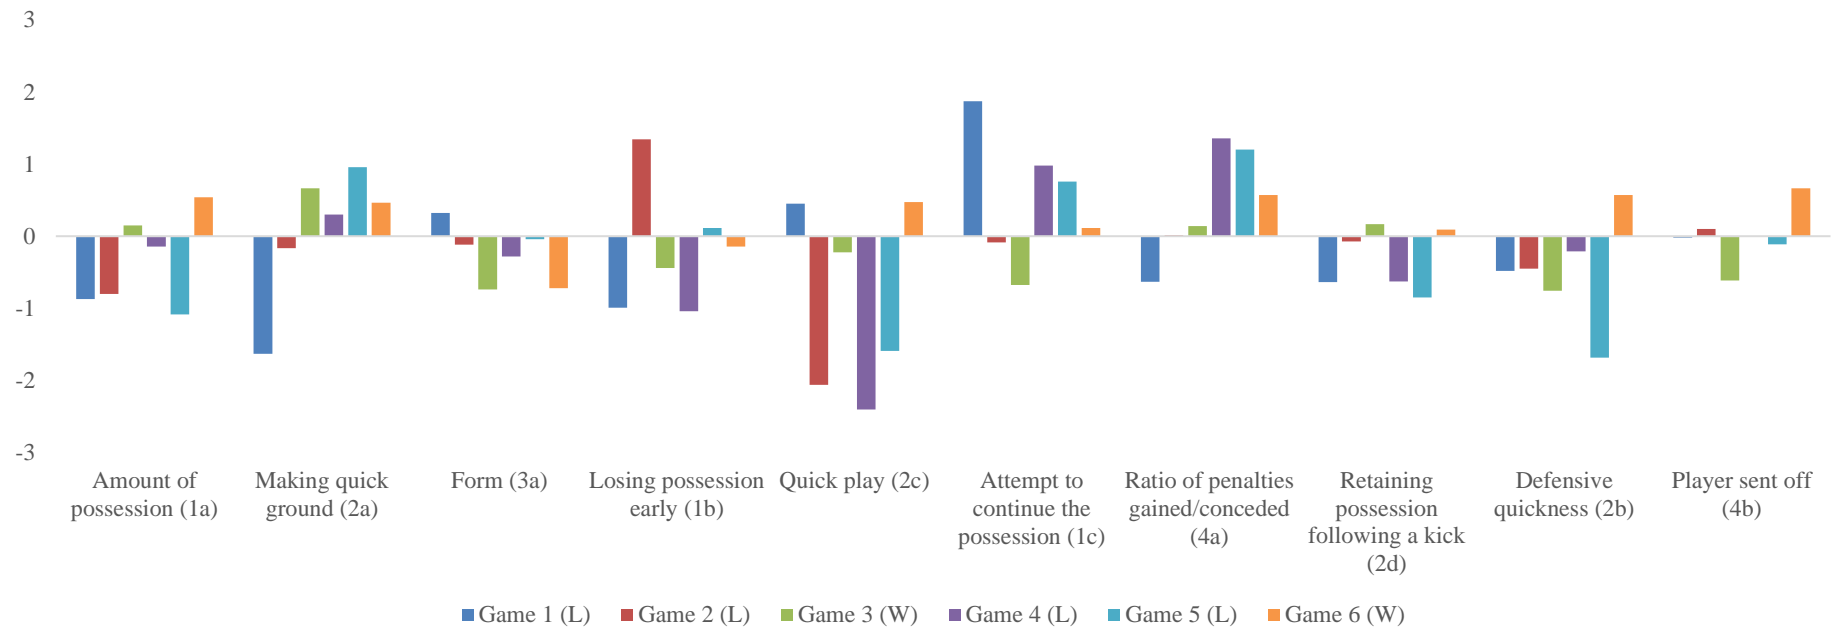 3
2
1
0
-1
-2
-3
Amount of
possession (1a)
Making quick
ground (2a)
Form (3a)
Losing possession
early (1b)
Quick play (2c)
Attempt to
continue the
possession (1c)
Ratio of penalties
gained/conceded
(4a)
Retaining
possession
following a kick
(2d)
Defensive
quickness (2b)
Player sent off
(4b)
Game 1 (L) Game 2 (L) Game 3 (W) Game 4 (L) Game 5 (L) Game 6 (W)